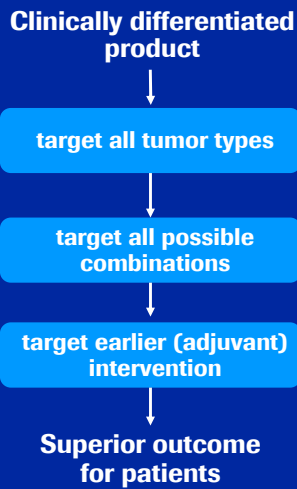 Clinically differentiated
product
target all tumor types
target all possible
combinations
target earlier (adjuvant)
intervention
Superior outcome
for patients